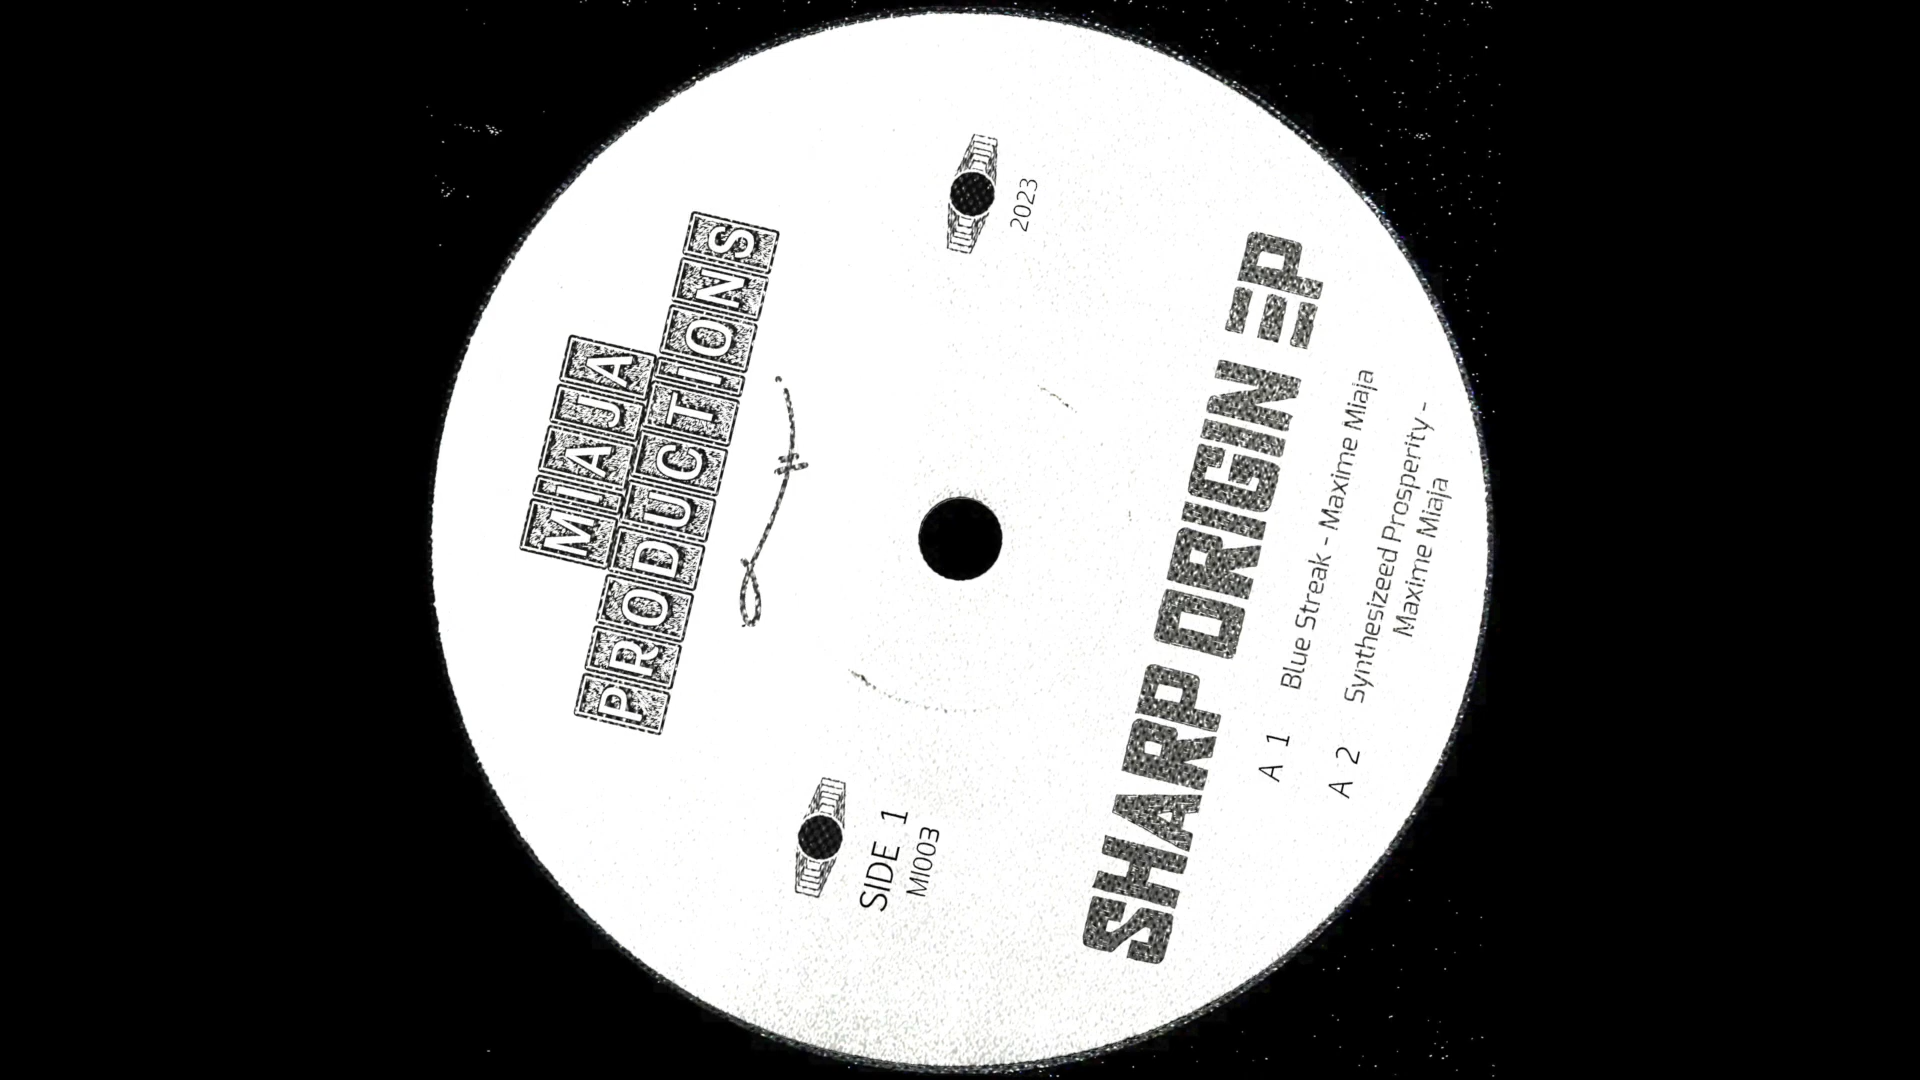 MiAJA
PRODUCTiONS
2023
SIDE 1
MI003
SHARP ORIGIN EP
A 1 Blue Streak - Maxime Miaja
A 2 Synthesizeed Prosperity -
Maxime Miaja